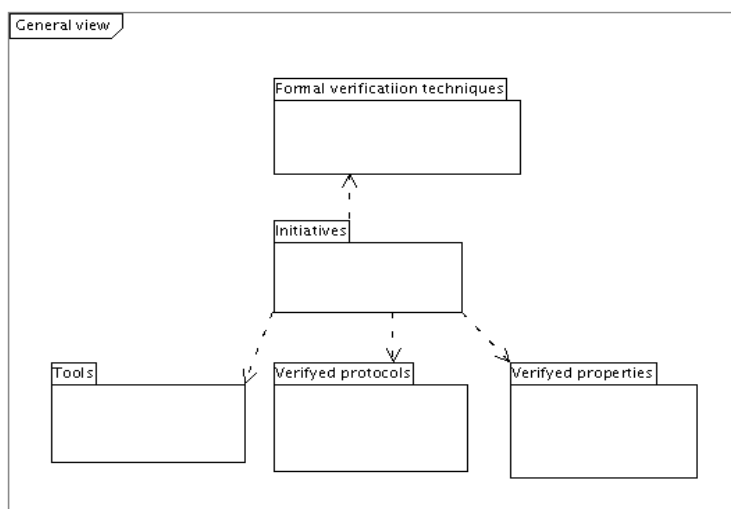 General view
Formal verificatiion techniques
Initiatives
Tools
Verifyed protocols
Verifyed properties